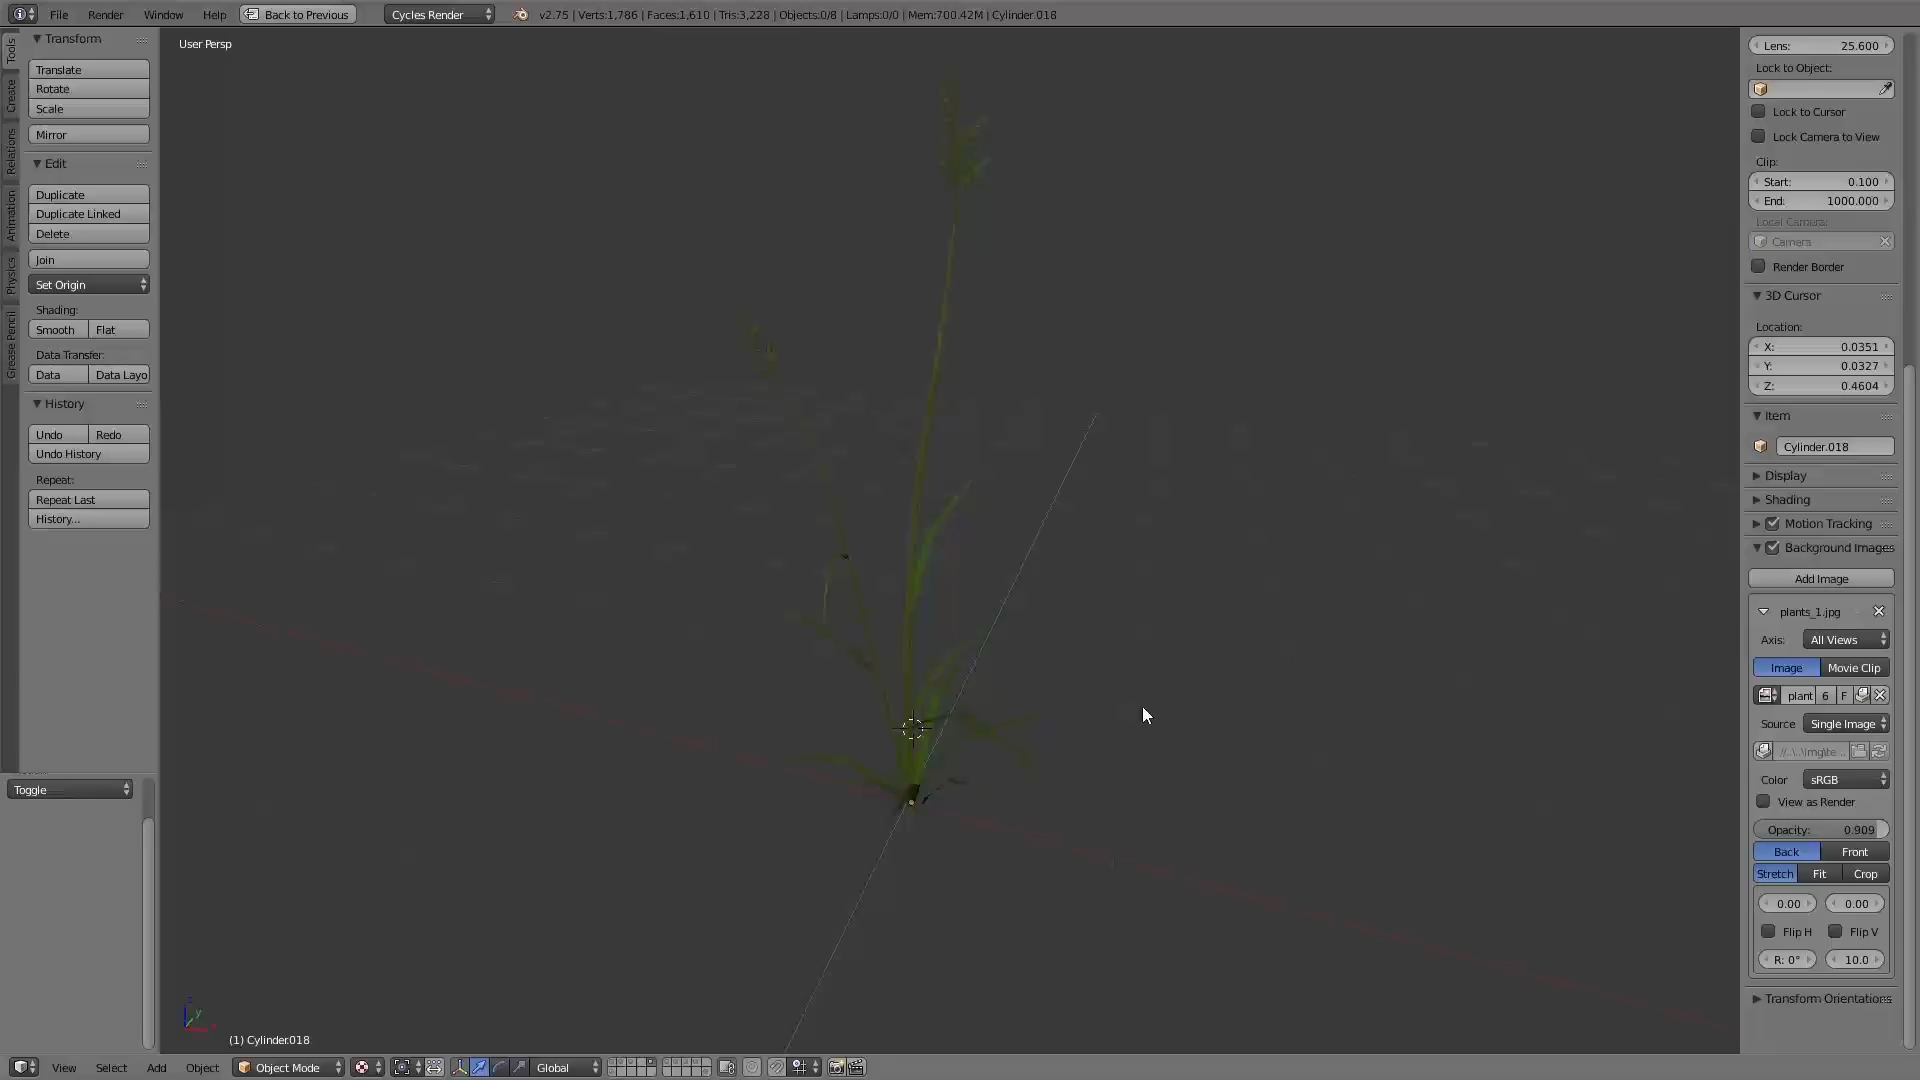 File Render Window Help Back to Previous Cycles Render v2.75 | Verts:1,786 | Faces:1,610 | Tris:3,228 | Objects:0/8 | Lamps:0/0 | Mem:700.42M | Cylinder.018
Tools
Create
Relations
Animation
Physics
Grease Pencil
Transform
Translate
Rotate
Scale
Mirror
Edit
Duplicate
Duplicate Linked
Delete
Join
Set Origin
Shading:
Smooth Flat
Data Transfer:
Data Data Layo
History
Undo Redo
Undo History
Repeat:
Repeat Last
History...
Toggle
User Persp
z
y
(1) Cylinder.018
Lens: 25.600
Lock to Object:
Lock to Cursor
Lock Camera to View
Clip:
Start: 0.100
End: 1000.000
Local Camera:
Camera
Render Border
3D Cursor
Location:
X: 0.0351
Y: 0.0327
Z: 0.4604
Item
Cylinder.018
Display
Shading
Motion Tracking
Background Images
Add Image
plants_1.jpg
Axis: All Views
Image Movie Clip
plant 6 F
Source Single Image
//..\..\Img\te...
Color sRGB
View as Render
Opacity: 0.909
Back Front
Stretch Fit Crop
0.00 0.00
Flip H Flip V
R: 0° 10.0
Transform Orientations
View Select Add Object Object Mode Global